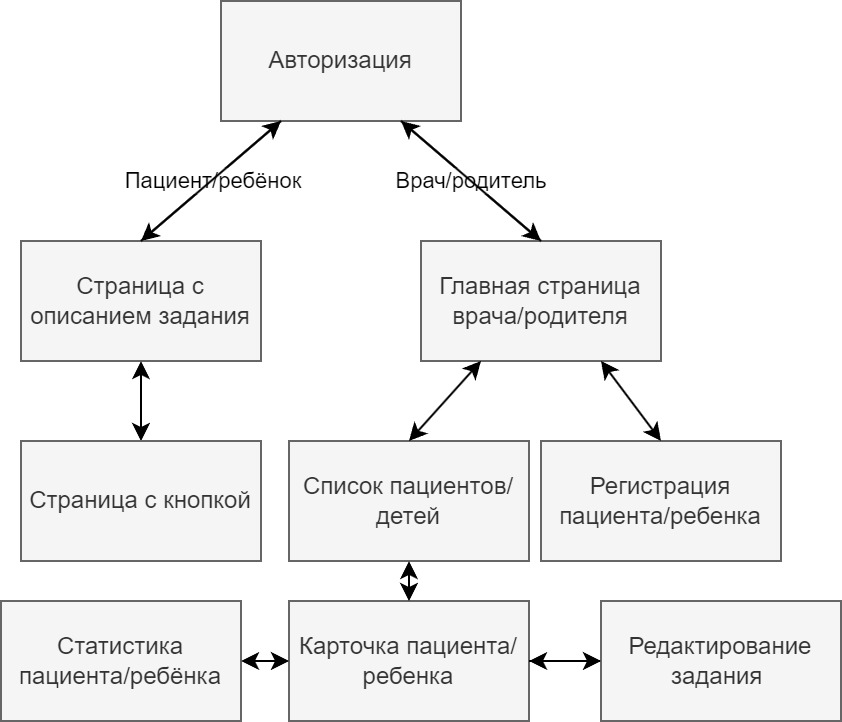 Авторизация
Пациент/ребёнок
Врач/родитель
Страница с
описанием задания
Главная страница
врача/родителя
Страница с кнопкой
Список пациентов/
детей
Регистрация
пациента/ребенка
Статистика
пациента/ребёнка
Карточка пациента/
ребенка
Редактирование
задания